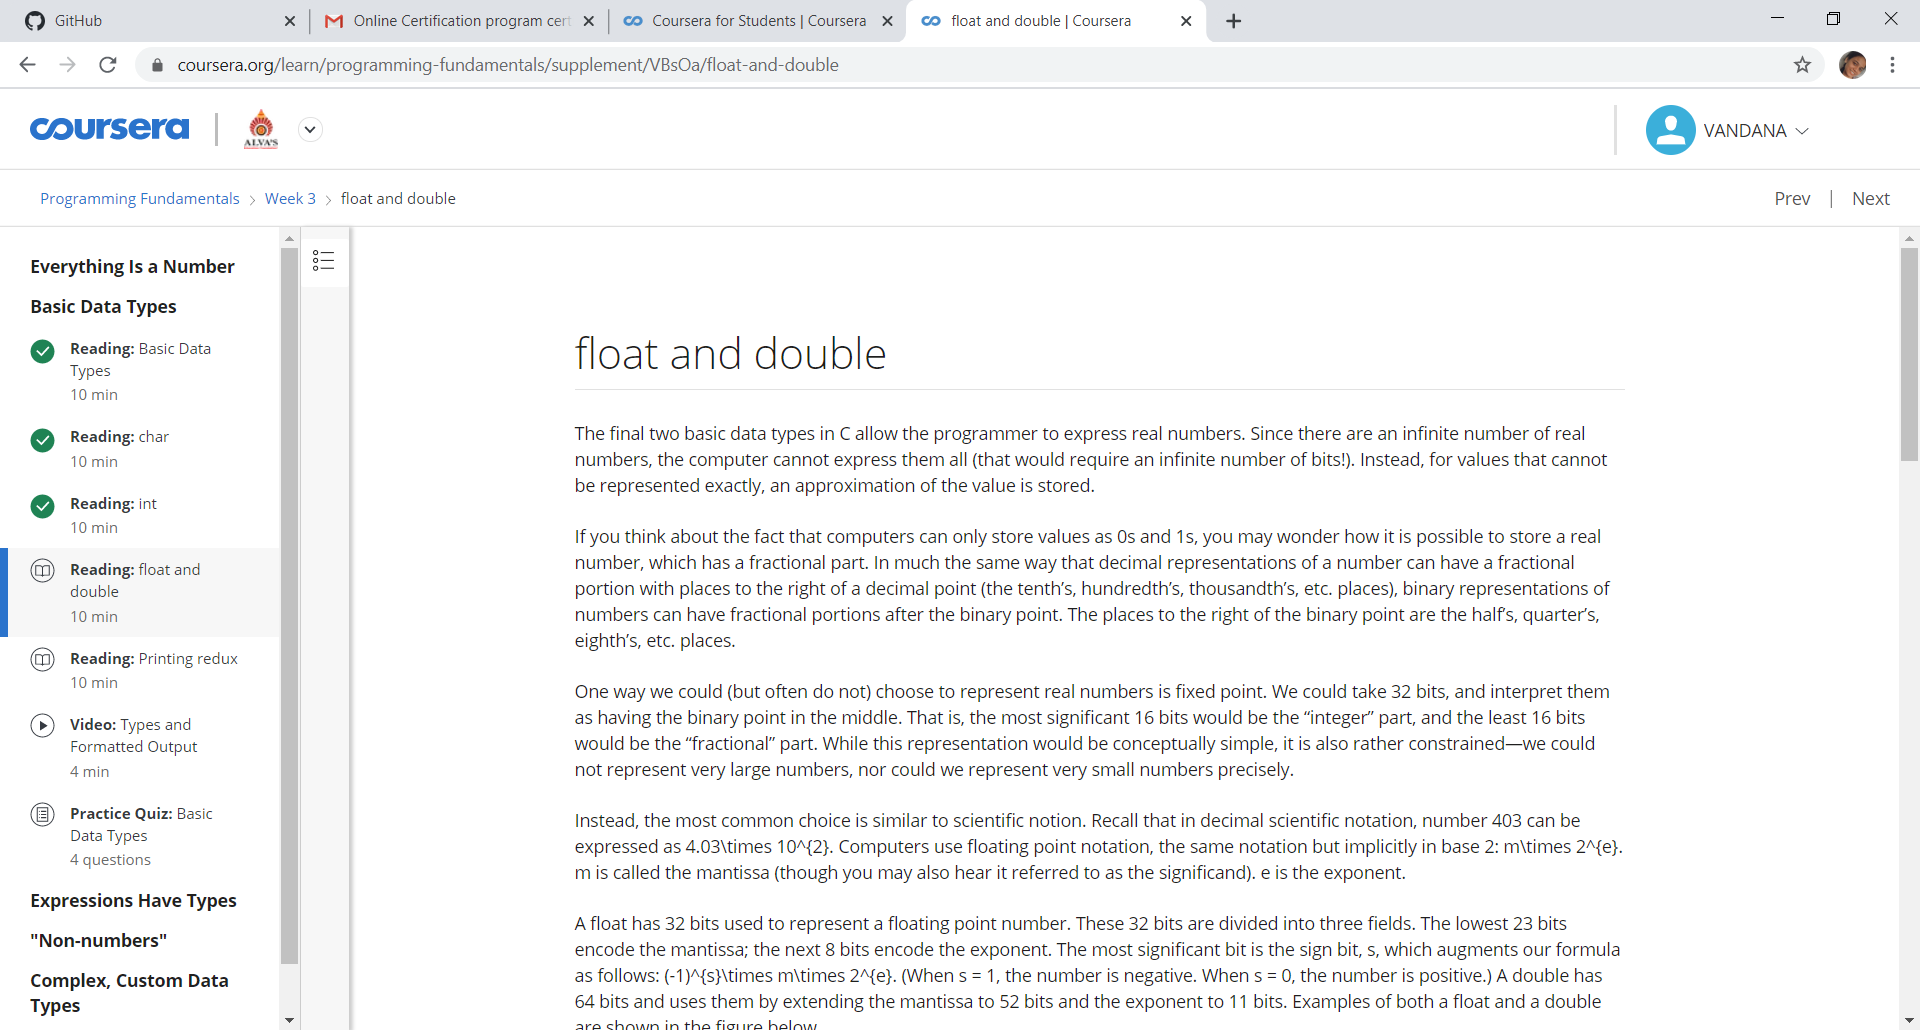 GitHub
Online Certification program cert
Coursera for Students | Coursera
float and double | Coursera
coursera.org/learn/programming-fundamentals/supplement/VBsOa/float-and-double
coursera
ALVA'S
VANDANA
Programming Fundamentals > Week 3 > float and double
Prev | Next
Everything Is a Number
Basic Data Types
Reading: Basic Data
Types
10 min
Reading: char
10 min
Reading: int
10 min
Reading: float and
double
10 min
Reading: Printing redux
10 min
Video: Types and
Formatted Output
4 min
Practice Quiz: Basic
Data Types
4 questions
Expressions Have Types
"Non-numbers"
Complex, Custom Data
Types
float and double
The final two basic data types in C allow the programmer to express real numbers. Since there are an infinite number of real
numbers, the computer cannot express them all (that would require an infinite number of bits!). Instead, for values that cannot
be represented exactly, an approximation of the value is stored.
If you think about the fact that computers can only store values as 0s and 1s, you may wonder how it is possible to store a real
number, which has a fractional part. In much the same way that decimal representations of a number can have a fractional
portion with places to the right of a decimal point (the tenth’s, hundredth’s, thousandth’s, etc. places), binary representations of
numbers can have fractional portions after the binary point. The places to the right of the binary point are the half’s, quarter’s,
eighth’s, etc. places.
One way we could (but often do not) choose to represent real numbers is fixed point. We could take 32 bits, and interpret them
as having the binary point in the middle. That is, the most significant 16 bits would be the “integer” part, and the least 16 bits
would be the “fractional” part. While this representation would be conceptually simple, it is also rather constrained—we could
not represent very large numbers, nor could we represent very small numbers precisely.
Instead, the most common choice is similar to scientific notion. Recall that in decimal scientific notation, number 403 can be
expressed as 4.03\times 10^{2}. Computers use floating point notation, the same notation but implicitly in base 2: m\times 2^{e}.
m is called the mantissa (though you may also hear it referred to as the significand). e is the exponent.
A float has 32 bits used to represent a floating point number. These 32 bits are divided into three fields. The lowest 23 bits
encode the mantissa; the next 8 bits encode the exponent. The most significant bit is the sign bit, s, which augments our formula
as follows: (-1)^{s}\times m\times 2^{e}. (When s = 1, the number is negative. When s = 0, the number is positive.) A double has
64 bits and uses them by extending the mantissa to 52 bits and the exponent to 11 bits. Examples of both a float and a double
are shown in the figure below